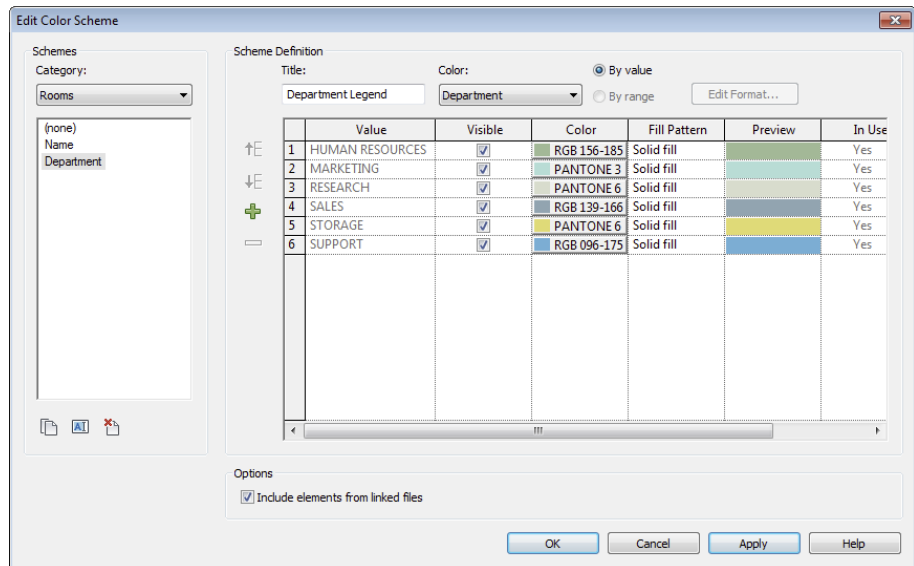 Edit Color Scheme
Schemes
Category:
Rooms
(none)
Name
Department
Scheme Definition
Title: Color: By value
Department Legend Department By range Edit Format...
Value Visible Color Fill Pattern Preview In Use
1 HUMAN RESOURCES RGB 156-185 Solid fill Yes
2 MARKETING PANTONE 3 Solid fill Yes
3 RESEARCH PANTONE 6 Solid fill Yes
4 SALES RGB 139-166 Solid fill Yes
5 STORAGE PANTONE 6 Solid fill Yes
6 SUPPORT RGB 096-175 Solid fill Yes
Options
Include elements from linked files
OK Cancel Apply Help